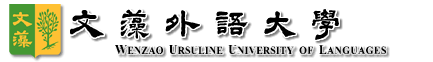 文藻
文藻外語大學
WENZAO URSULINE UNIVERSITY OF LANGUAGES